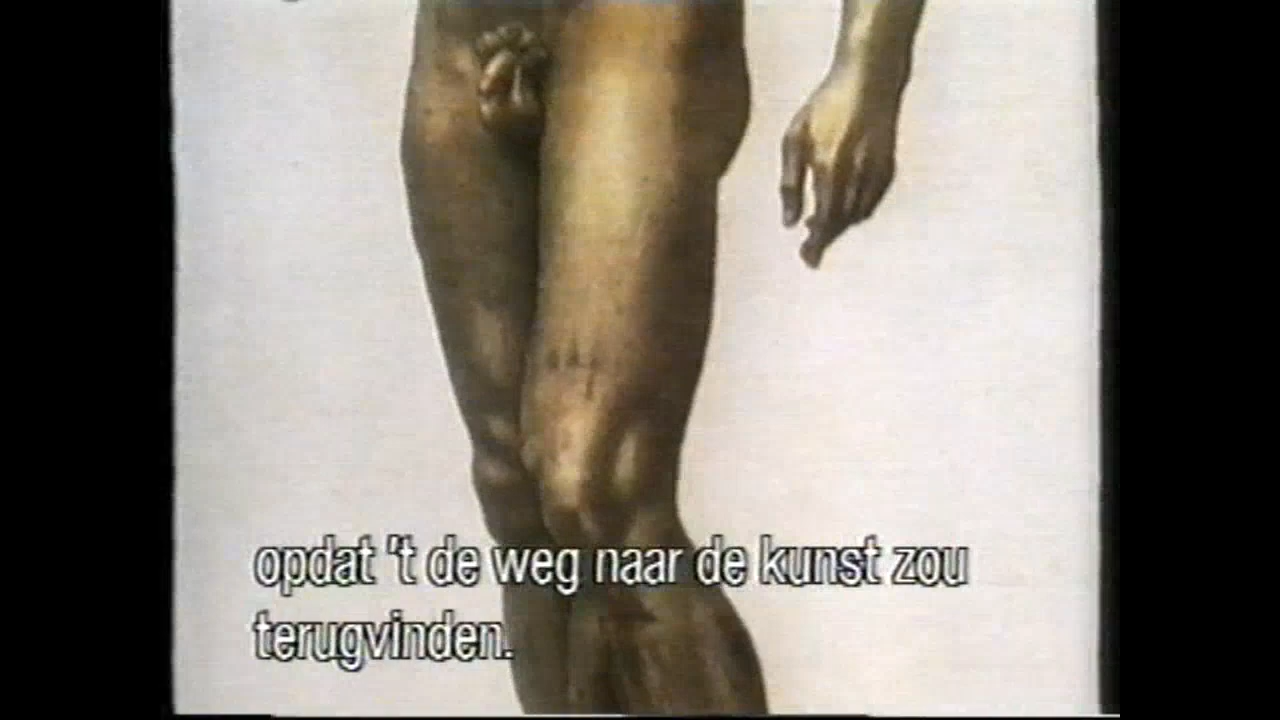 opdat 't de weg naar de kunst zou
terugvinden.